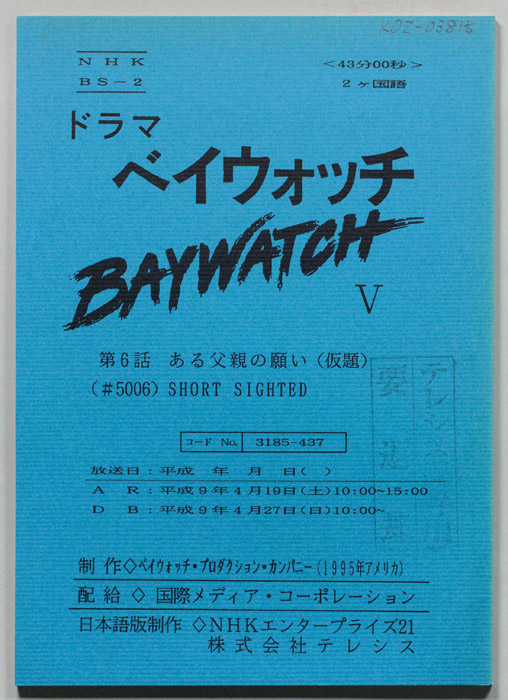 KOZ-03815
NHK
BS-2
<43分00秒>
2ヶ国語
ドラマ
ベイウォッチ
BAYWATCH
V
第6話 ある父親の願い(仮題)
(#5006) SHORT SIGHTED
コード No. 3185-437
放送日:平成 年 月 日( )
A R:平成9年4月19日(土)10:00~15:00
D B:平成9年4月27日(日)10:00~
制作◇ベイウォッチ・プロダクション・カンパニー(1995年アメリカ)
配給◇国際メディア・コーポレーション
日本語版制作◇NHKエンタープライズ21
株式会社テレシス